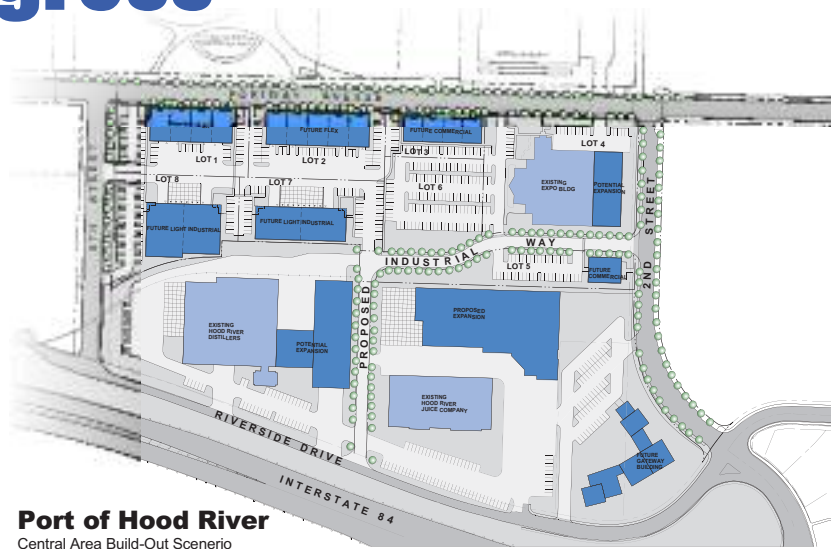 gress
FUTURE FLEX
FUTURE COMMERCIAL
LOT 1
LOT 2
LOT 3
LOT 4
LOT 8
LOT 7
LOT 6
EXISTING
EXPO BLDG
POTENTIAL
EXPANSION
FUTURE LIGHT INDUSTRIAL
FUTURE LIGHT INDUSTRIAL
PROPOSED INDUSTRIAL WAY
2ND STREET
8TH STREET
LOT 5
FUTURE
COMMERCIAL
EXISTING
HOOD RIVER
DISTILLERS
POTENTIAL
EXPANSION
PROPOSED
EXPANSION
EXISTING
HOOD RIVER
JUICE COMPANY
FUTURE
GATEWAY
BUILDING
RIVERSIDE DRIVE
INTERSTATE 84
Port of Hood River
Central Area Build-Out Scenerio